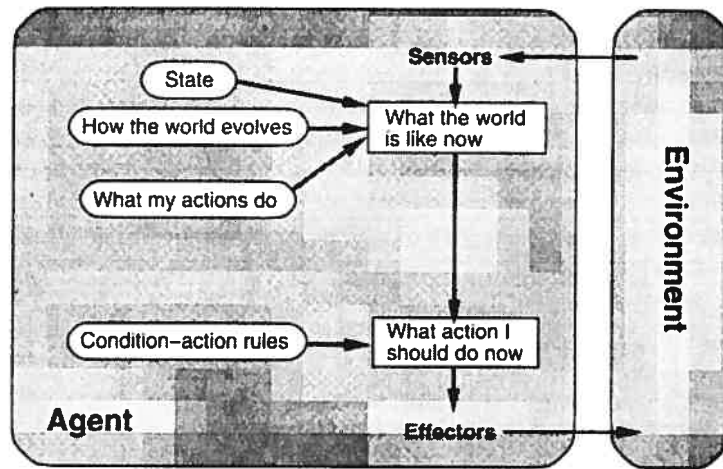 Sensors
State
How the world evolves
What the world
is like now
What my actions do
Environment
Condition–action rules
What action I
should do now
Agent
Effectors